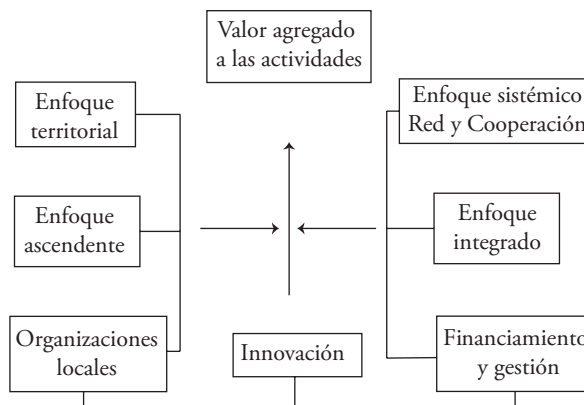 Valor agregado
a las actividades
Enfoque
territorial
Enfoque sistémico
Red y Cooperación
Enfoque
ascendente
Enfoque
integrado
Organizaciones
locales
Innovación
Financiamiento
y gestión